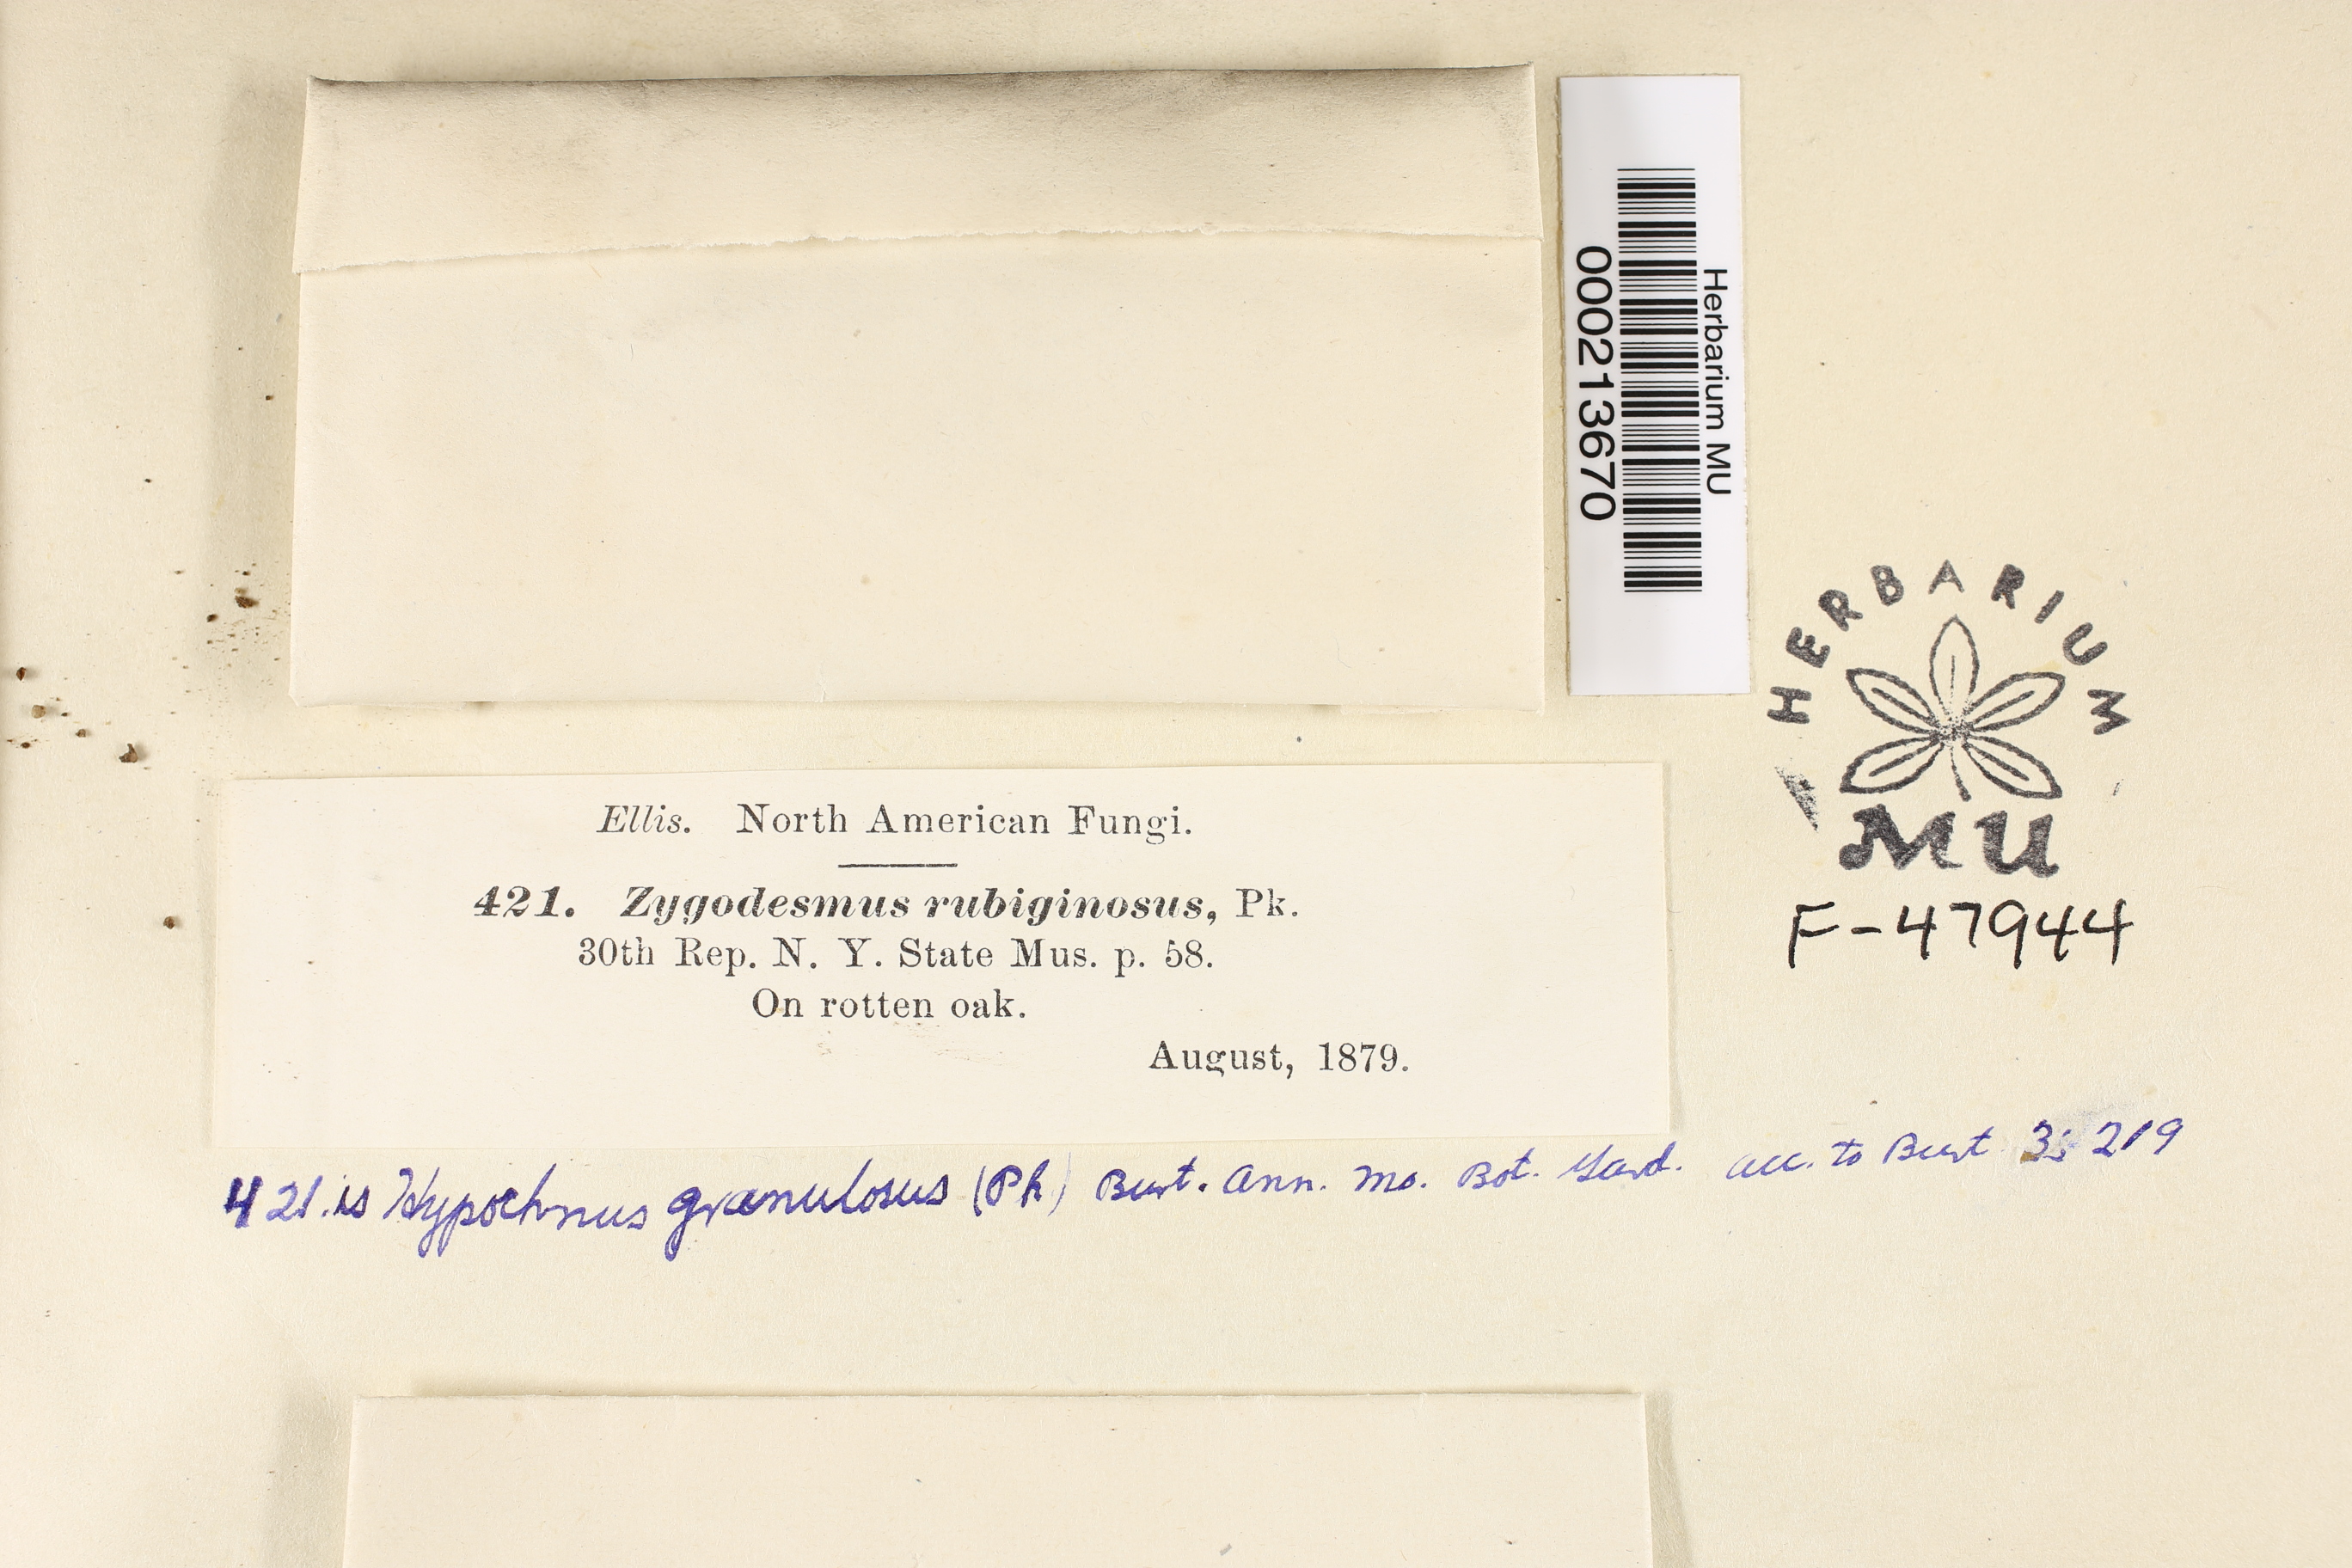 Herbarium MU
000213670
HERBARIUM
MU
F-47944
Ellis. North American Fungi.
421. Zygodesmus rubiginosus, Pk.
30th Rep. N. Y. State Mus. p. 58.
On rotten oak.
August, 1879.
421. is Hypochnus granulosus (Pk) Burt. Ann. Mo. Bot. Gard. acc. to Burt 3: 219